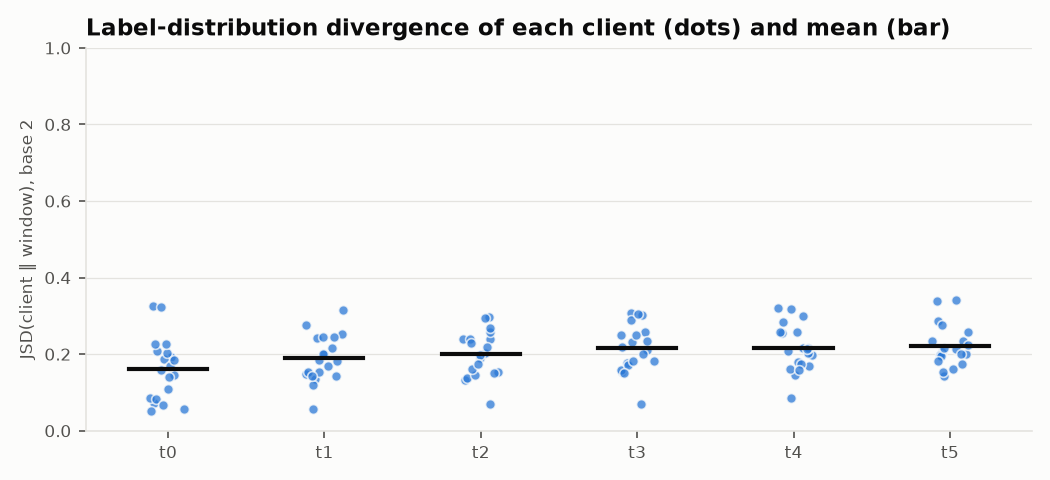 Label-distribution divergence of each client (dots) and mean (bar)
JSD(client ∥ window), base 2
1.0
0.8
0.6
0.4
0.2
0.0
t0 t1 t2 t3 t4 t5